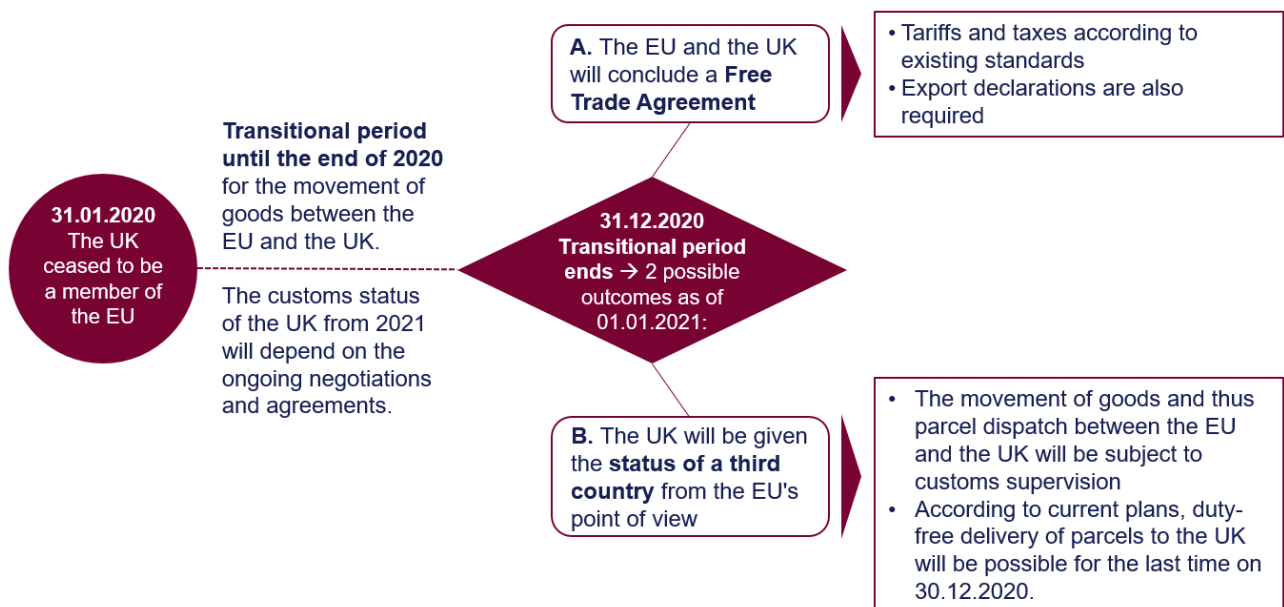 31.01.2020
The UK
ceased to be
a member of
the EU
Transitional period
until the end of 2020
for the movement of
goods between the
EU and the UK.
The customs status
of the UK from 2021
will depend on the
ongoing negotiations
and agreements.
31.12.2020
Transitional period
ends → 2 possible
outcomes as of
01.01.2021:
A. The EU and the UK
will conclude a Free
Trade Agreement
• Tariffs and taxes according to
existing standards
• Export declarations are also
required
B. The UK will be given
the status of a third
country from the EU's
point of view
• The movement of goods and thus
parcel dispatch between the EU
and the UK will be subject to
customs supervision
• According to current plans, duty-
free delivery of parcels to the UK
will be possible for the last time on
30.12.2020.